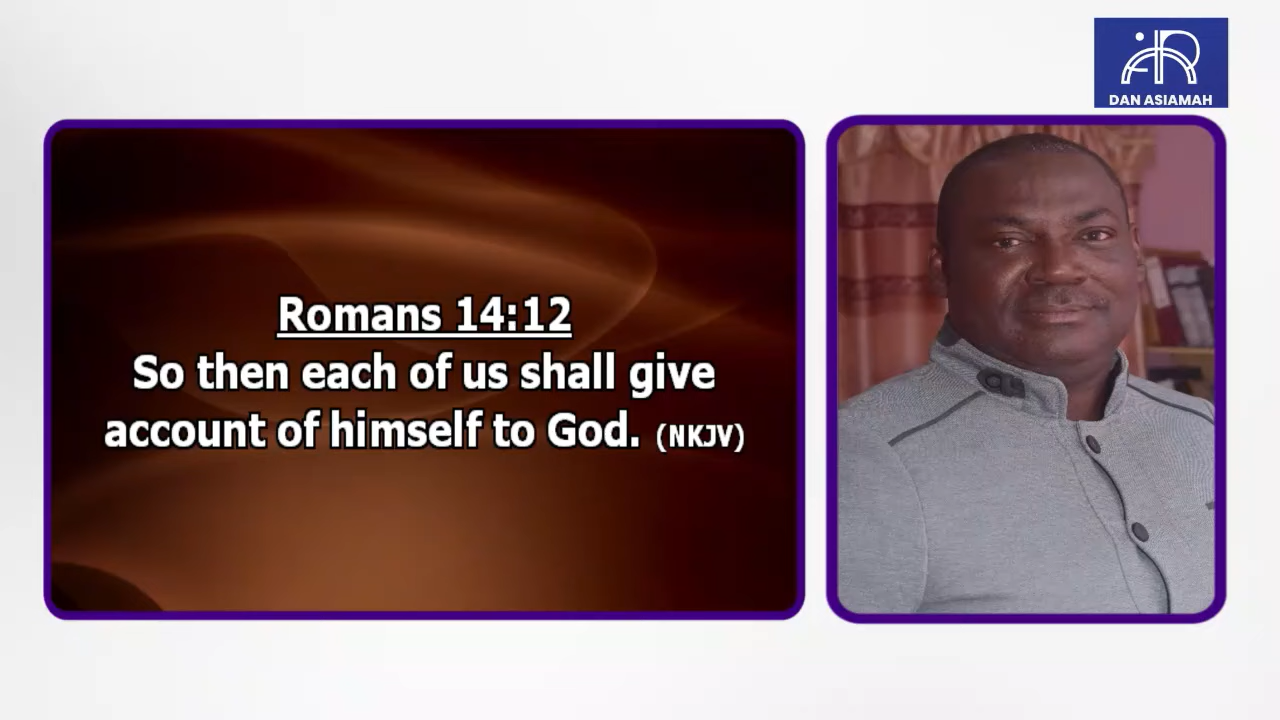 DAN ASIAMAH
Romans 14:12
So then each of us shall give
account of himself to God. (NKJV)